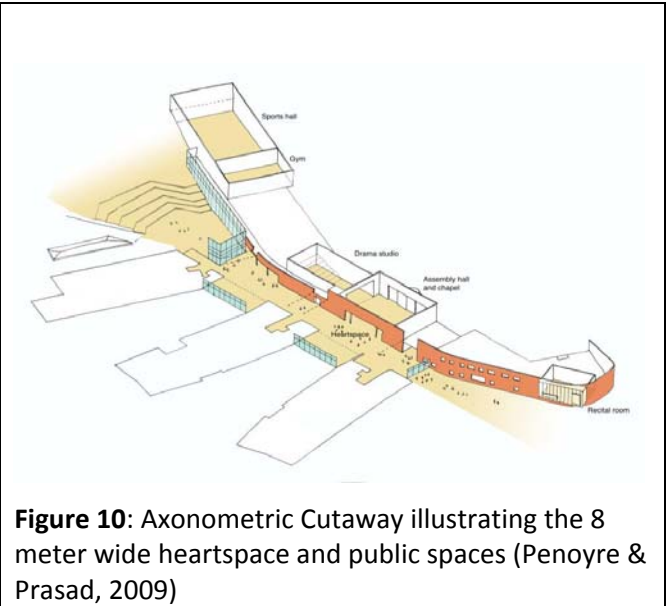 Sports hall
Gym
Drama studio
Assembly hall
and chapel
Heartspace
Recital room
Figure 10: Axonometric Cutaway illustrating the 8
meter wide heartspace and public spaces (Penoyre &
Prasad, 2009)